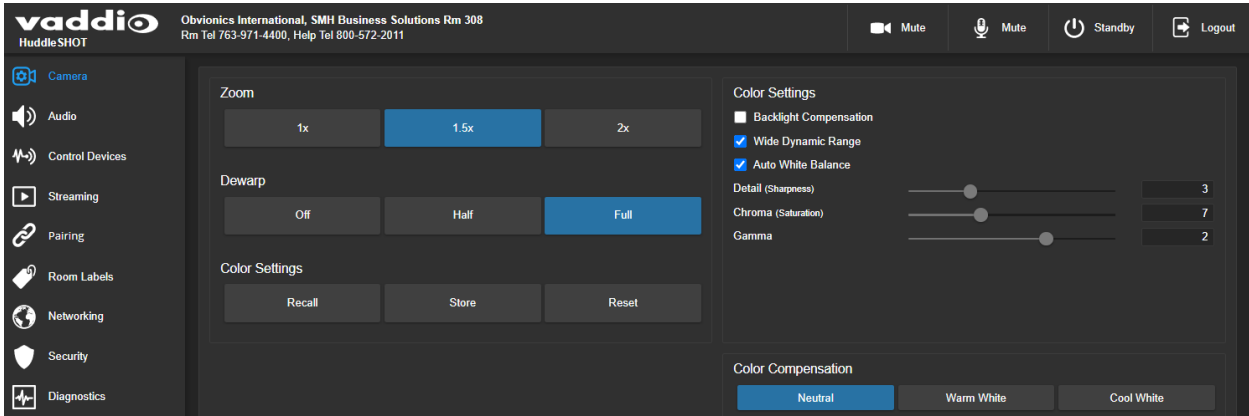 vaddio
HuddleSHOT
Obvionics International, SMH Business Solutions Rm 308
Rm Tel 763-971-4400, Help Tel 800-572-2011
Mute
Mute
Standby
Logout
Camera
Audio
Control Devices
Streaming
Pairing
Room Labels
Networking
Security
Diagnostics
Zoom
1x 1.5x 2x
Dewarp
Off Half Full
Color Settings
Recall Store Reset
Color Settings
Backlight Compensation
Wide Dynamic Range
Auto White Balance
Detail (Sharpness) 3
Chroma (Saturation) 7
Gamma 2
Color Compensation
Neutral Warm White Cool White